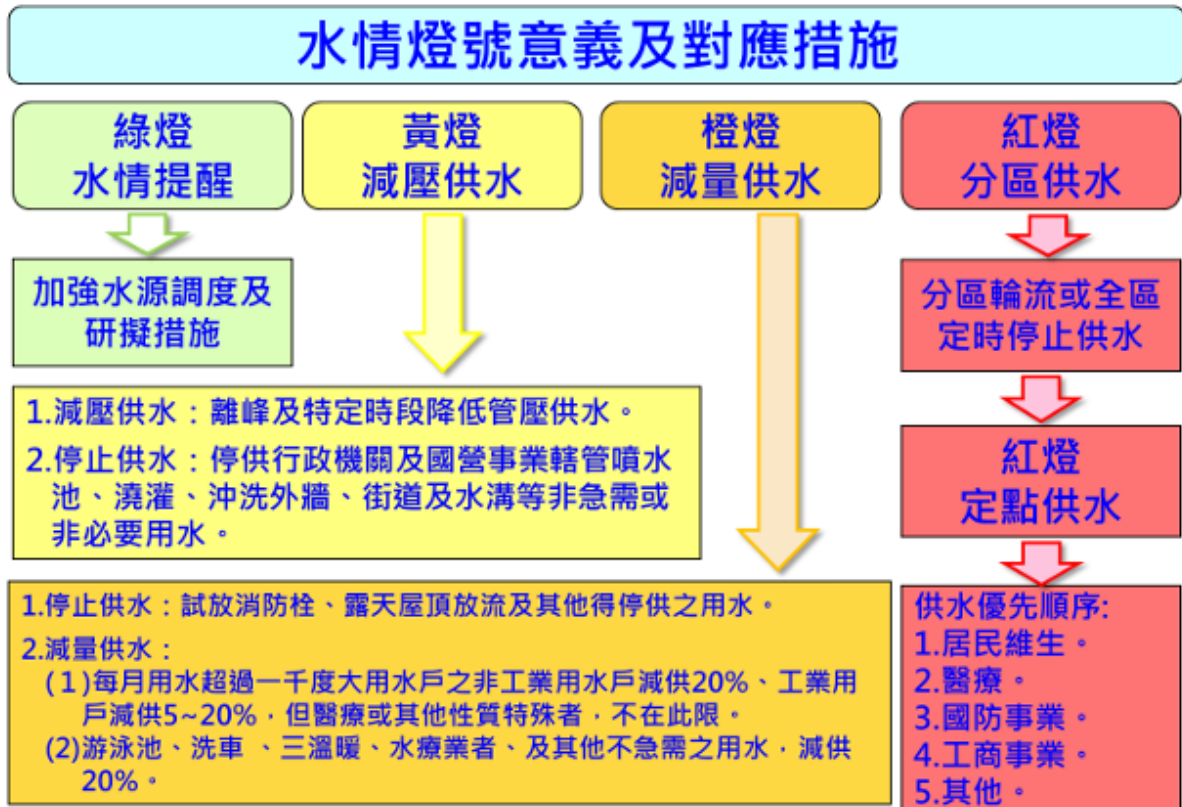 水情燈號意義及對應措施
綠燈
水情提醒
加強水源調度及
研擬措施
黃燈
減壓供水
1.減壓供水：離峰及特定時段降低管壓供水。
2.停止供水：停供行政機關及國營事業轄管噴水
池、澆灌、沖洗外牆、街道及水溝等非急需或
非必要用水。
橙燈
減量供水
1.停止供水：試放消防栓、露天屋頂放流及其他得停供之用水。
2.減量供水：
(1)每月用水超過一千度大用水戶之非工業用水戶減供20%、工業用
戶減供5~20%，但醫療或其他性質特殊者，不在此限。
(2)游泳池、洗車 、三溫暖、水療業者、及其他不急需之用水，減供
20%。
紅燈
分區供水
分區輪流或全區
定時停止供水
紅燈
定點供水
供水優先順序:
1.居民維生。
2.醫療。
3.國防事業。
4.工商事業。
5.其他。